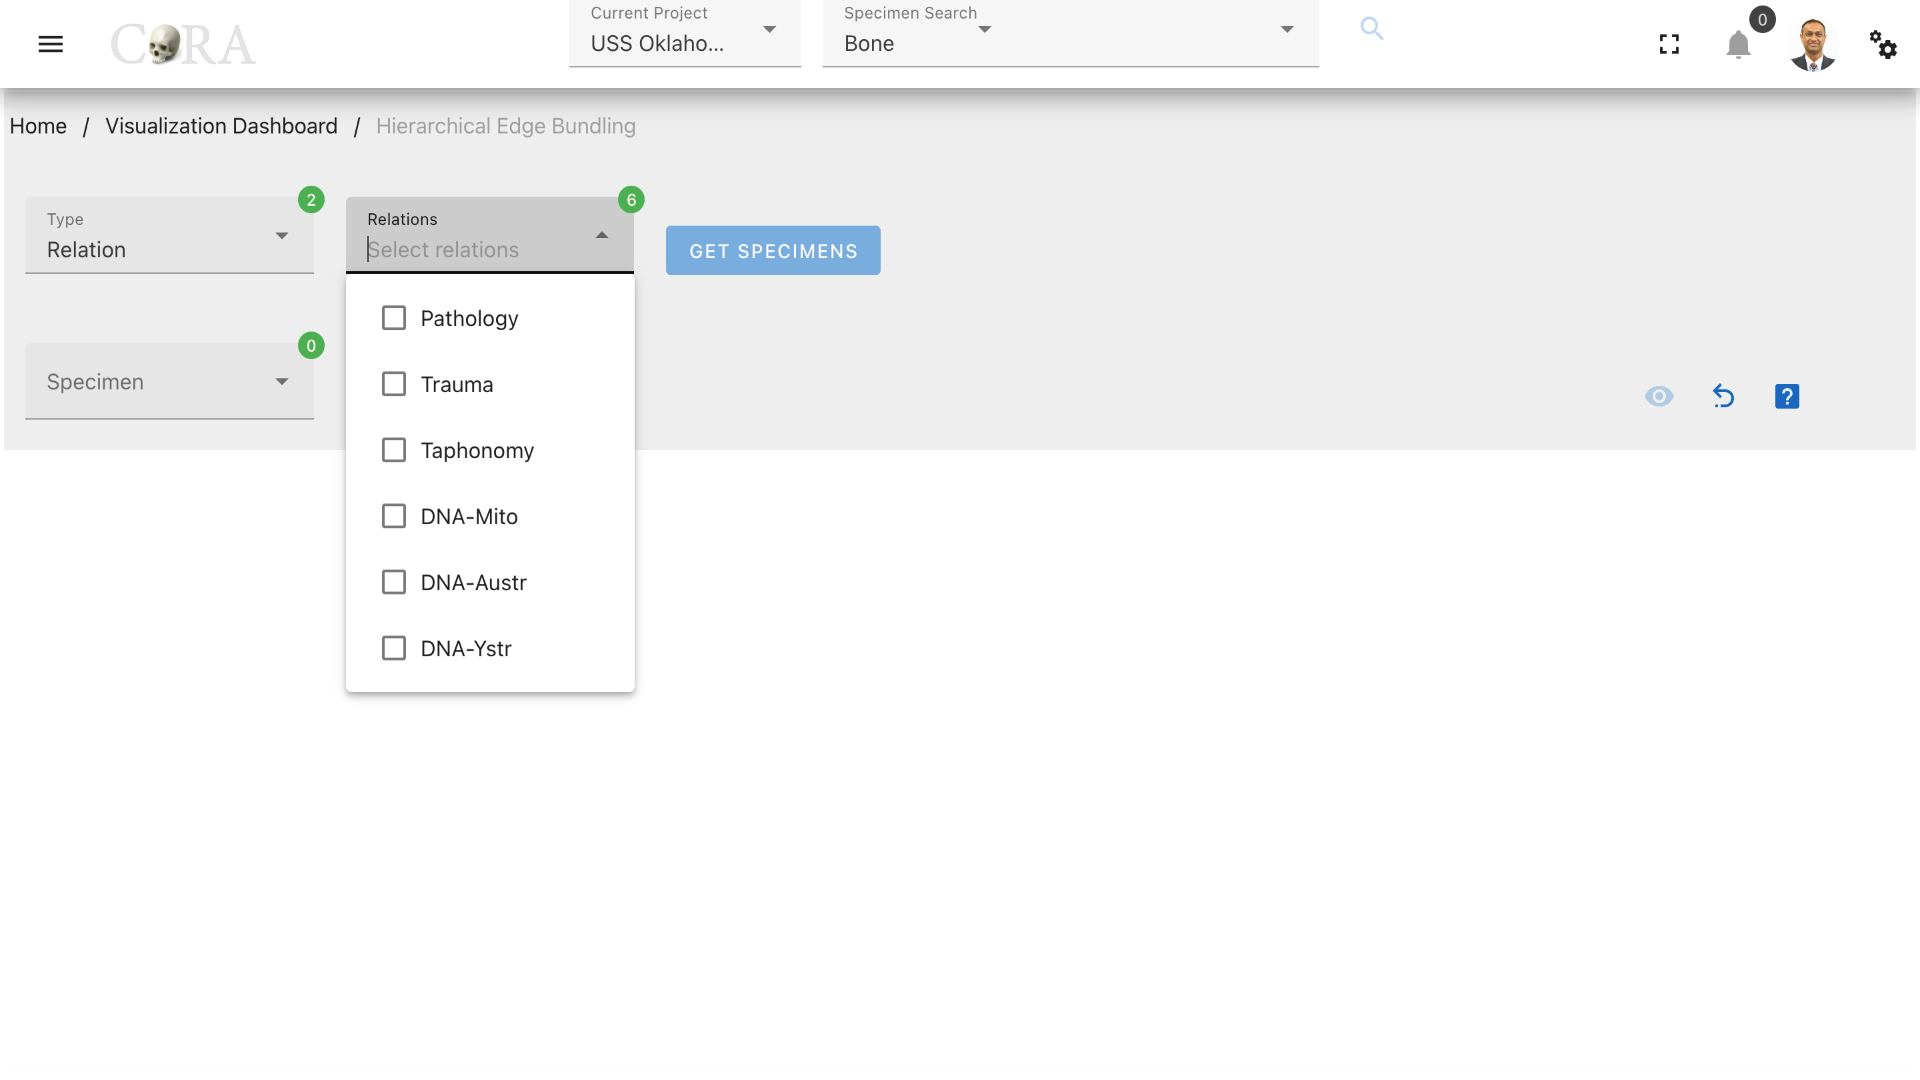 CORA
Current Project
USS Oklaho...
Specimen Search
Bone
0
Home / Visualization Dashboard / Hierarchical Edge Bundling
Type
Relation
2
Relations
Select relations
6
GET SPECIMENS
Specimen
0
Pathology
Trauma
Taphonomy
DNA-Mito
DNA-Austr
DNA-Ystr
?